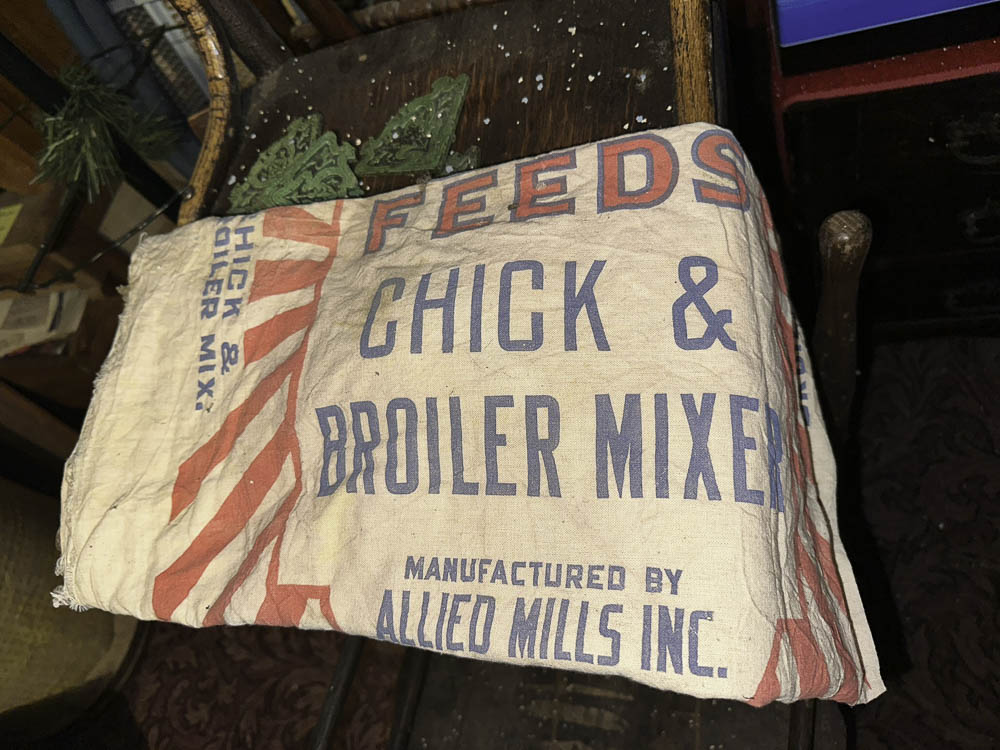 FEEDS
CHICK &
BROILER MIXER
MANUFACTURED BY
ALLIED MILLS INC.
CHICK &
BROILER MIX